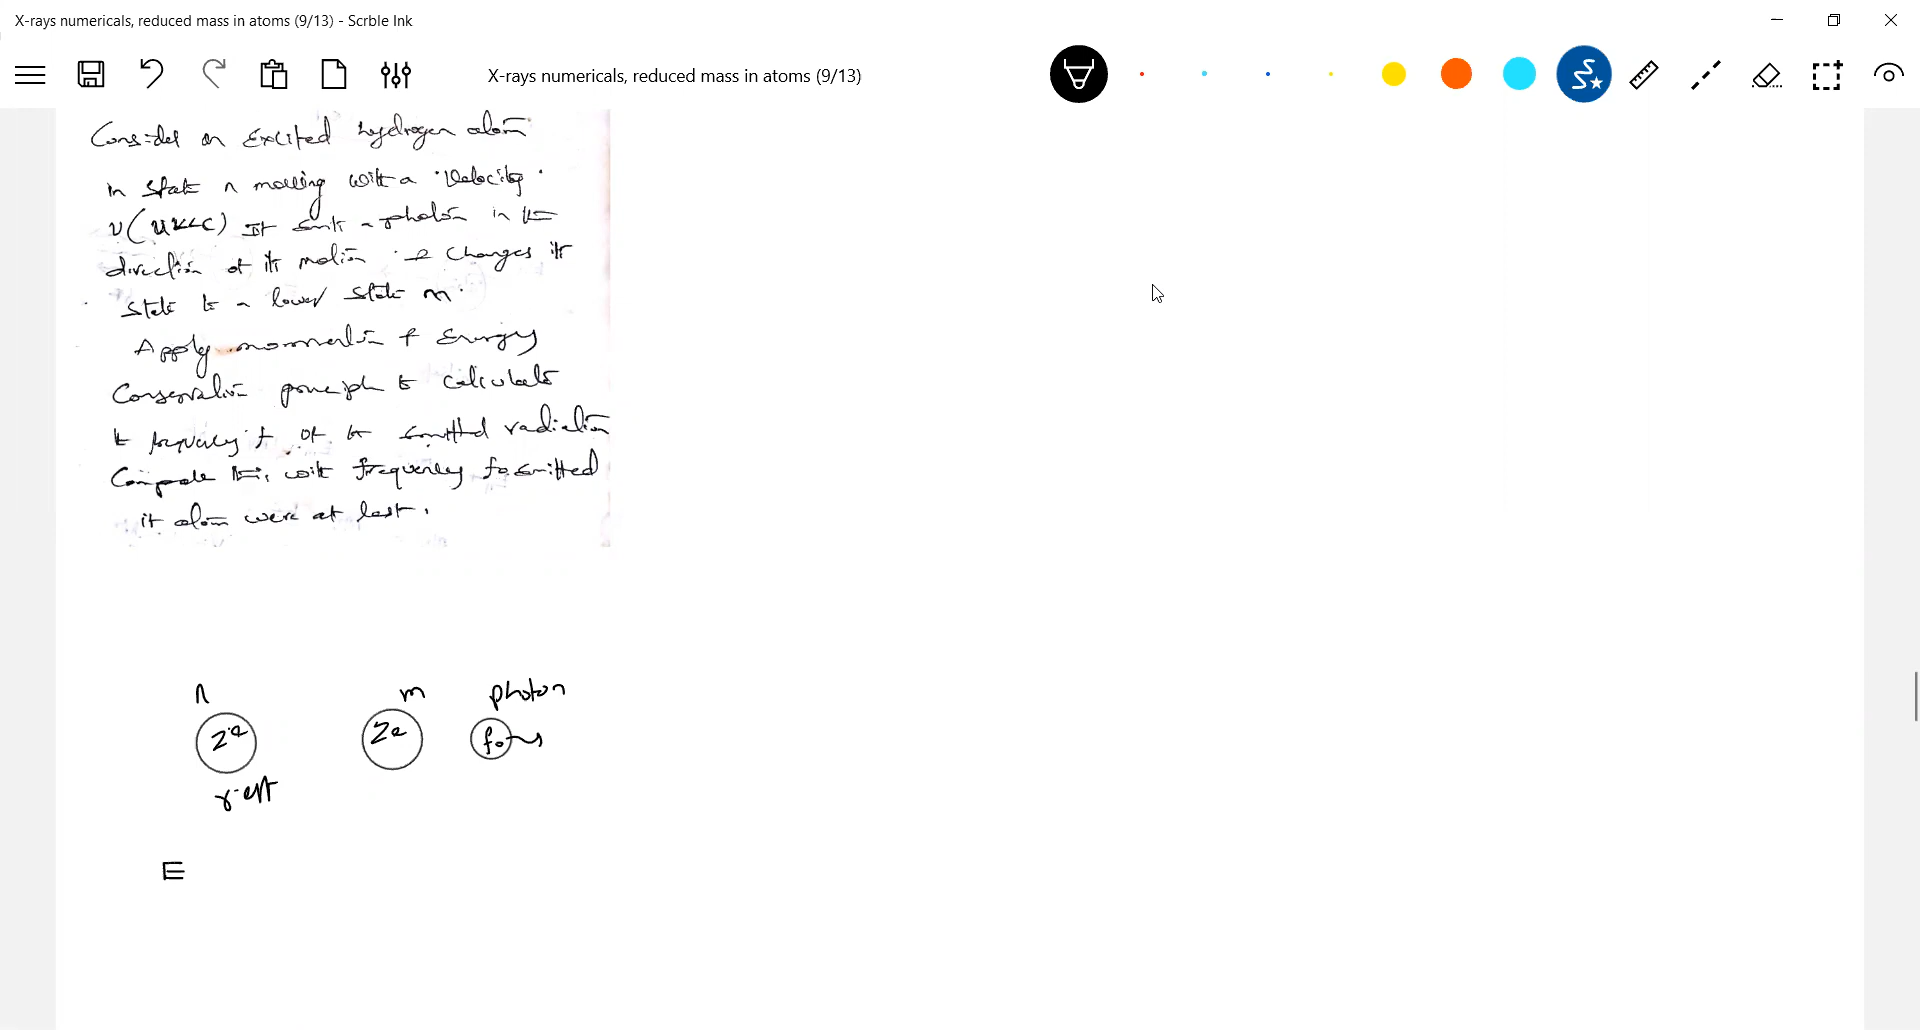 X-rays numericals, reduced mass in atoms (9/13) - Scrble Ink
X-rays numericals, reduced mass in atoms (9/13)
Consider an Excited hydrogen atom
in state n moving with a velocity
v (v<<c) It emits a photon in the
direction of its motion & changes its
state to a lower state m.
Apply momentum & Energy
Conservation principle to calculate
the frequency f of the emitted radiation
Compare this with frequency f₀ emitted
if atom were at rest.
n m photon
Ze Ze f₀
rest
E